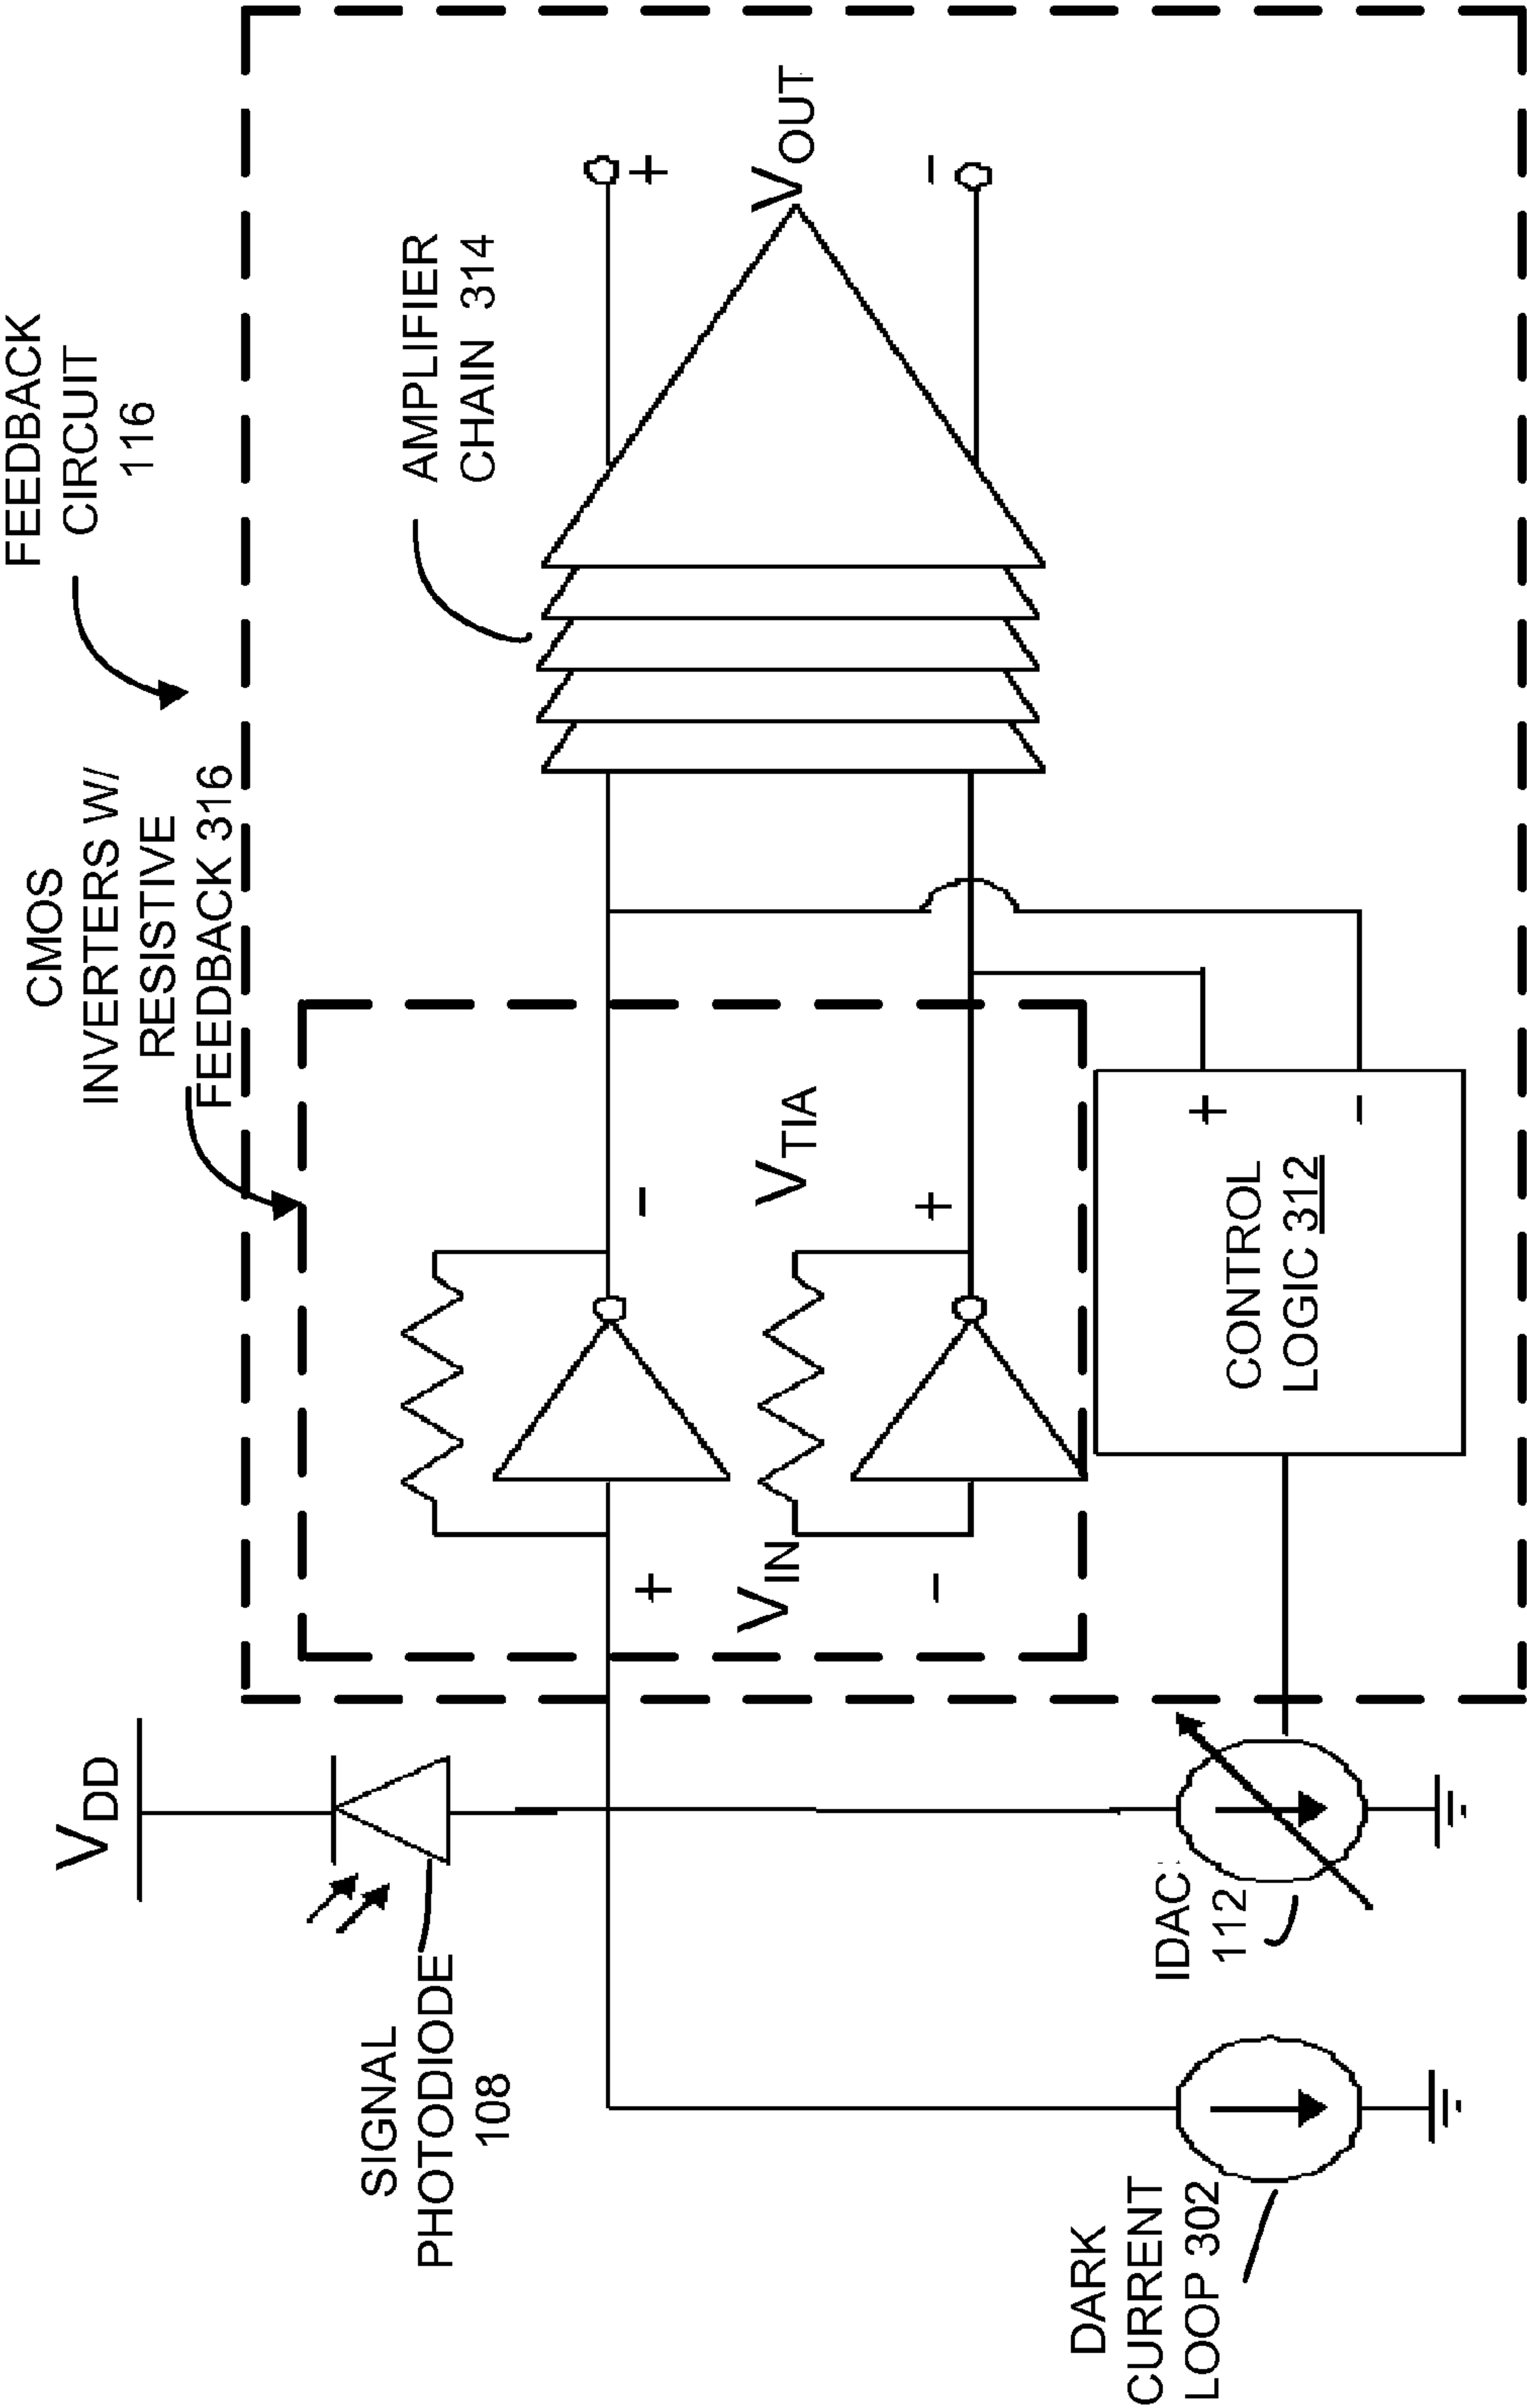 FEEDBACK
CIRCUIT
116
CMOS
INVERTERS W/
RESISTIVE
FEEDBACK 316
VDD
SIGNAL
PHOTODIODE
108
AMPLIFIER
CHAIN 314
+
VIN
-
-
VTIA
+
+
VOUT
-
DARK
CURRENT
LOOP 302
IDAC
112
CONTROL
LOGIC 312
+
-